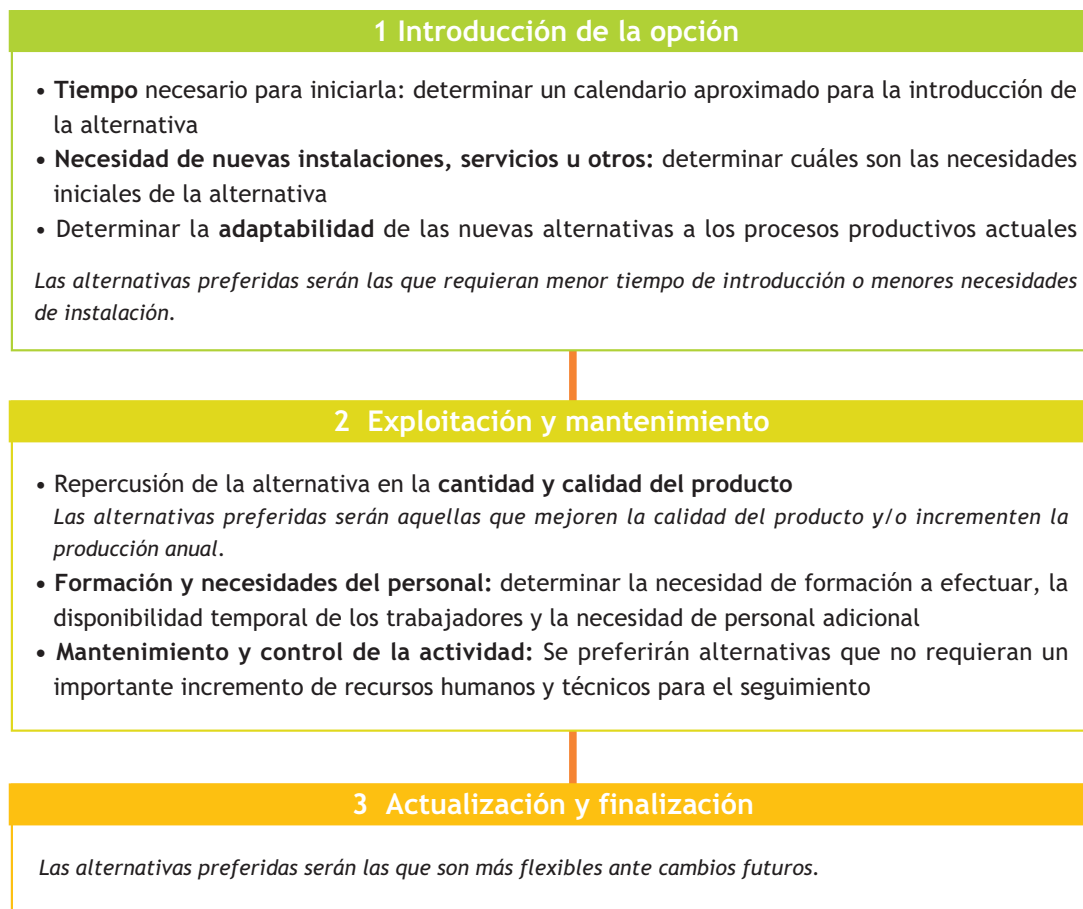 1 Introducción de la opción
• Tiempo necesario para iniciarla: determinar un calendario aproximado para la introducción de
la alternativa
• Necesidad de nuevas instalaciones, servicios u otros: determinar cuáles son las necesidades
iniciales de la alternativa
• Determinar la adaptabilidad de las nuevas alternativas a los procesos productivos actuales
Las alternativas preferidas serán las que requieran menor tiempo de introducción o menores necesidades
de instalación.
2 Exploitación y mantenimiento
• Repercusión de la alternativa en la cantidad y calidad del producto
Las alternativas preferidas serán aquellas que mejoren la calidad del producto y/o incrementen la
producción anual.
• Formación y necesidades del personal: determinar la necesidad de formación a efectuar, la
disponibilidad temporal de los trabajadores y la necesidad de personal adicional
• Mantenimiento y control de la actividad: Se preferirán alternativas que no requieran un
importante incremento de recursos humanos y técnicos para el seguimiento
3 Actualización y finalización
Las alternativas preferidas serán las que son más flexibles ante cambios futuros.